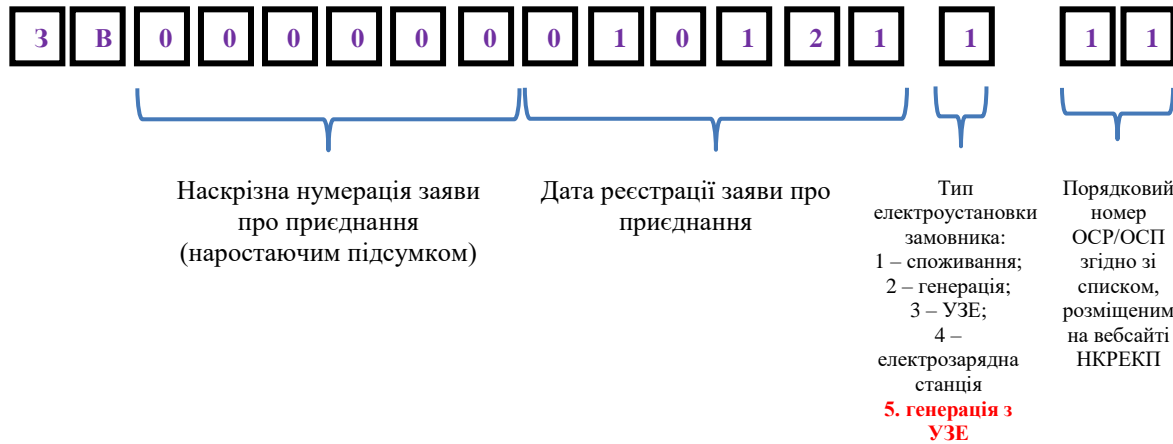 З В 0 0 0 0 0 0 0 1 0 1 2 1 1 1 1
Наскрізна нумерація заяви
про приєднання
(наростаючим підсумком)
Дата реєстрації заяви про
приєднання
Тип
електроустановки
замовника:
1 – споживання;
2 – генерація;
3 – УЗЕ;
4 –
електрозарядна
станція
5. генерація з
УЗЕ
Порядковий
номер
ОСР/ОСП
згідно зі
списком,
розміщеним
на вебсайті
НКРЕКП